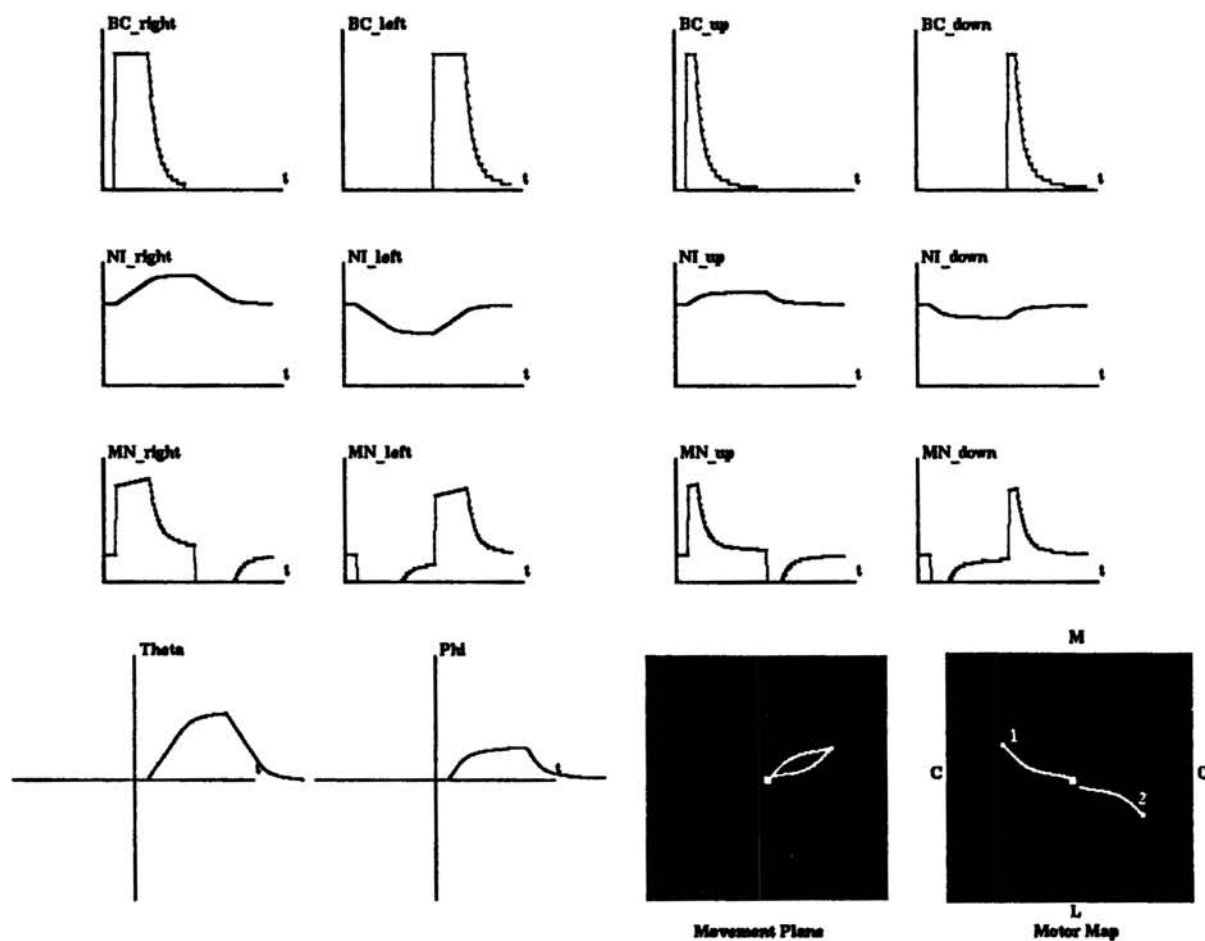 BC_right
BC_left
BC_up
BC_down
t
t
t
t
NI_right
NI_left
NI_up
NI_down
t
t
t
t
MN_right
MN_left
MN_up
MN_down
t
t
t
t
Theta
Phi
M
t
t
1
C
C
2
L
Movement Plane
Motor Map